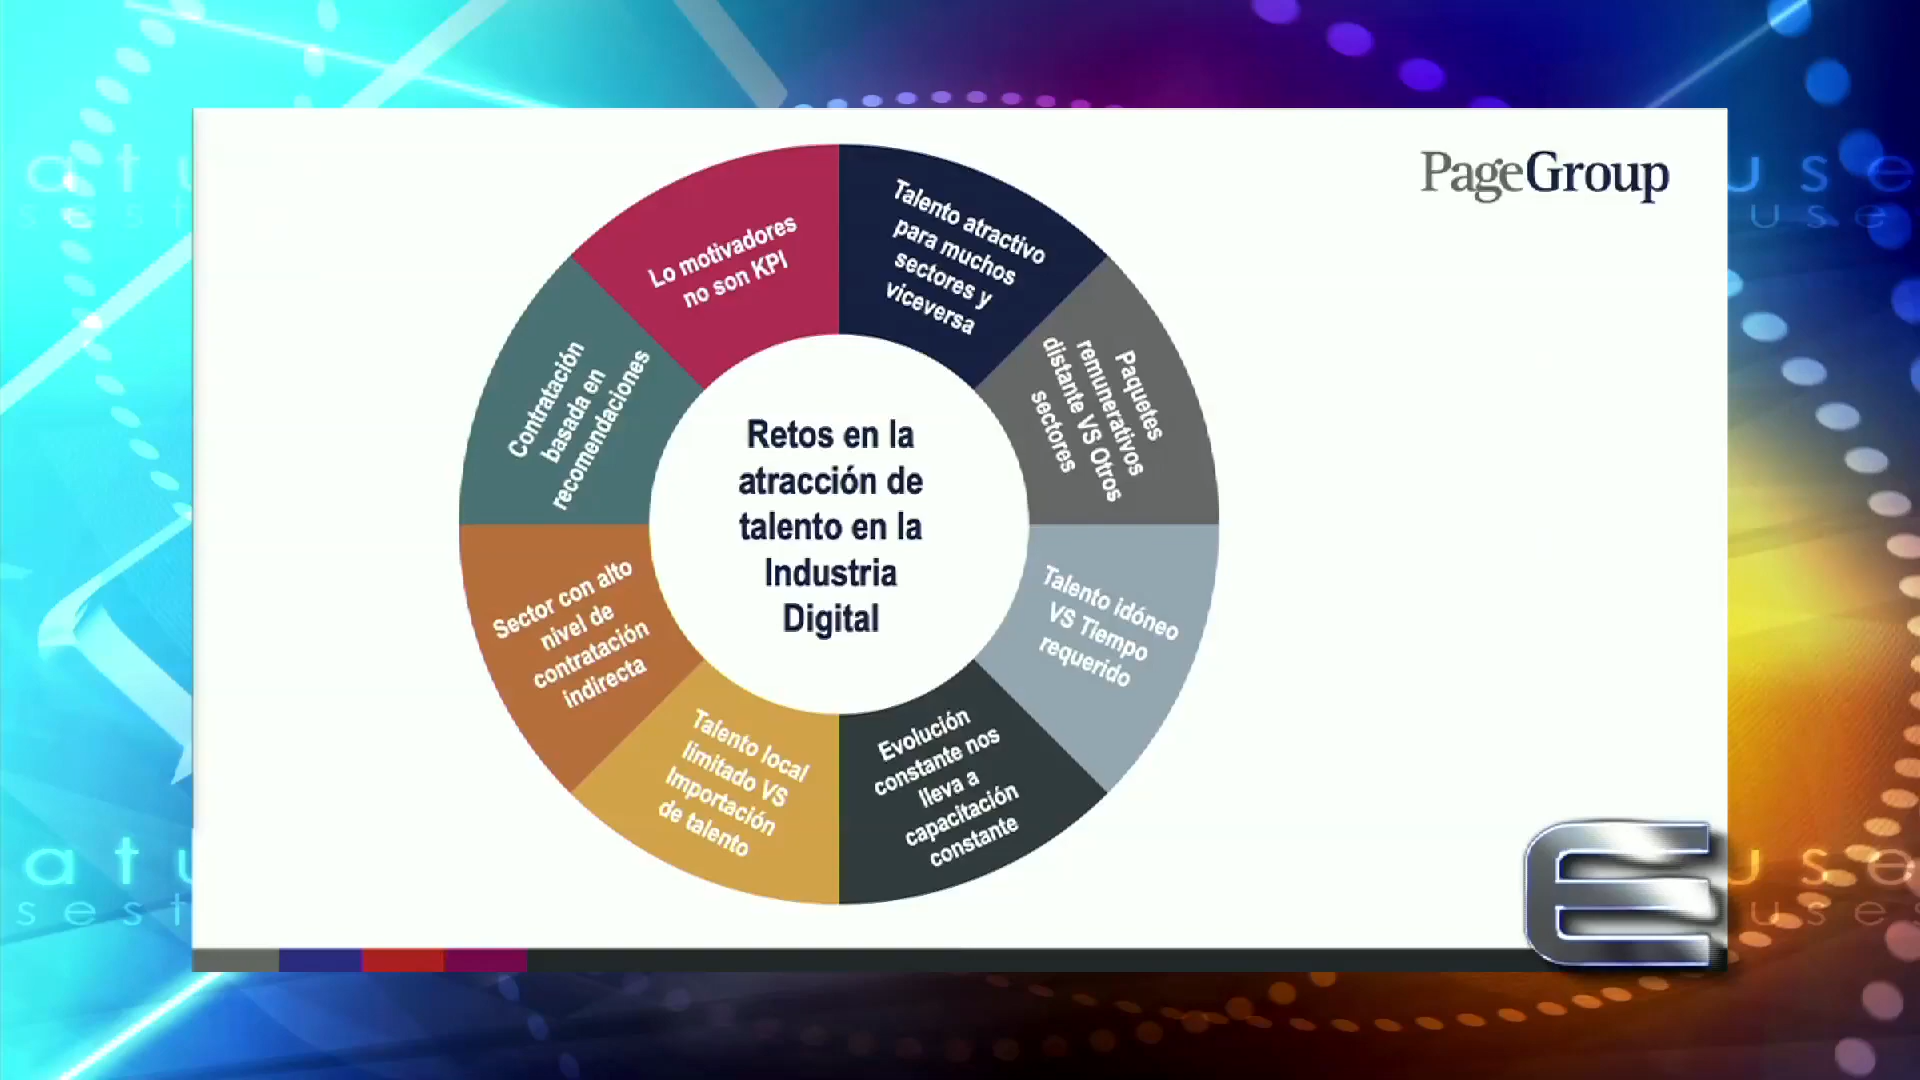 PageGroup
Retos en la
atracción de
talento en la
Industria
Digital
Talento atractivo
para muchos
sectores y
viceversa
Paquetes
remunerativos
distante VS Otros
sectores
Talento idóneo
VS Tiempo
requerido
Evolución
constante nos
lleva a
capacitación
constante
Talento local
limitado VS
Importación
de talento
Sector con alto
nivel de
contratación
indirecta
Contratación
basada en
recomendaciones
Lo motivadores
no son KPI
E